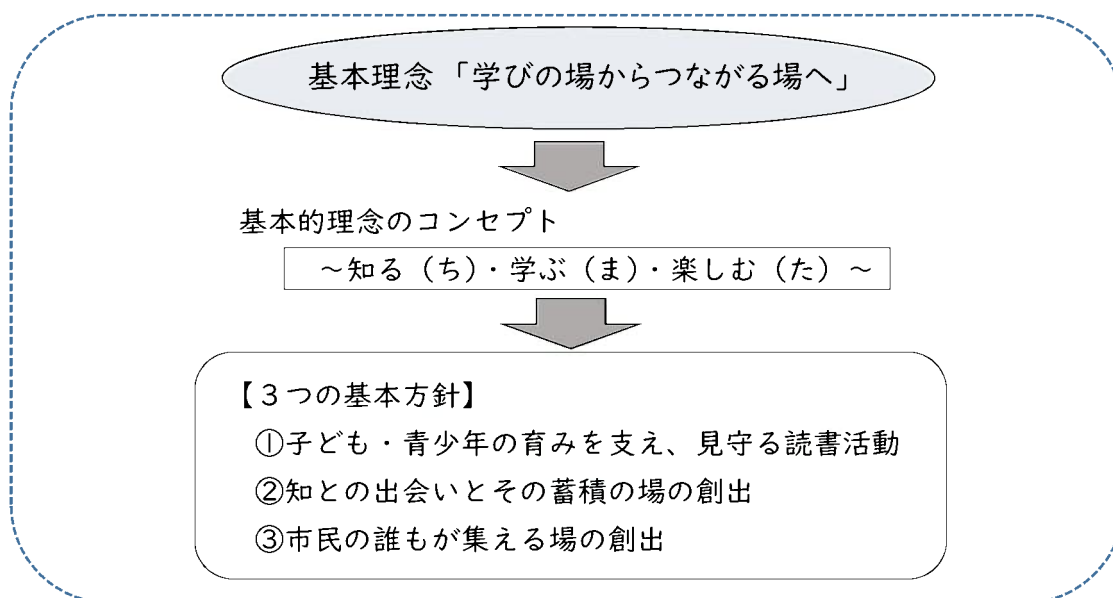 基本理念「学びの場からつながる場へ」
基本的理念のコンセプト
～知る（ち）・学ぶ（ま）・楽しむ（た）～
【３つの基本方針】
①子ども・青少年の育みを支え、見守る読書活動
②知との出会いとその蓄積の場の創出
③市民の誰もが集える場の創出